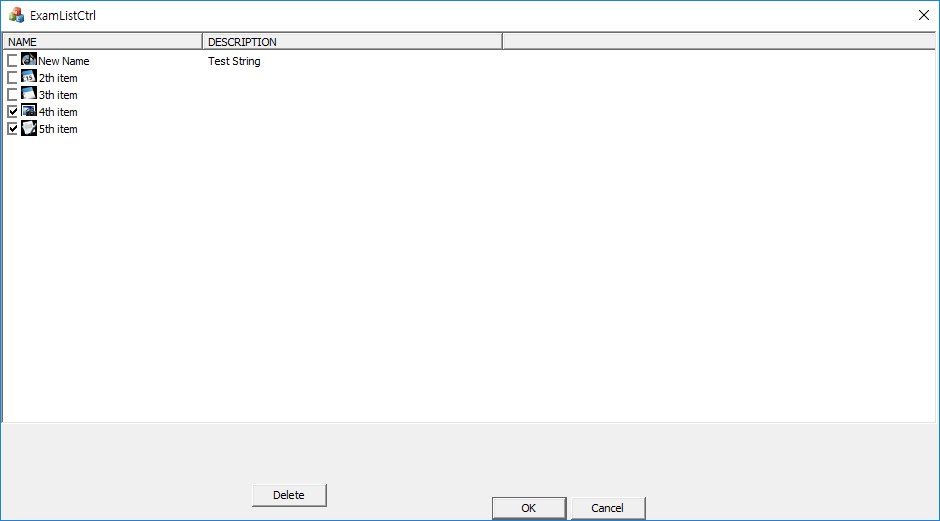 ExamListCtrl
NAME DESCRIPTION
New Name Test String
2th item
3th item
4th item
5th item
Delete
OK Cancel